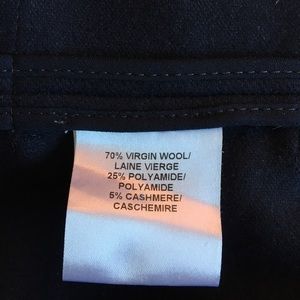 70% VIRGIN WOOL/
LAINE VIERGE
25% POLYAMIDE/
POLYAMIDE
5% CASHMERE/
CASCHEMIRE